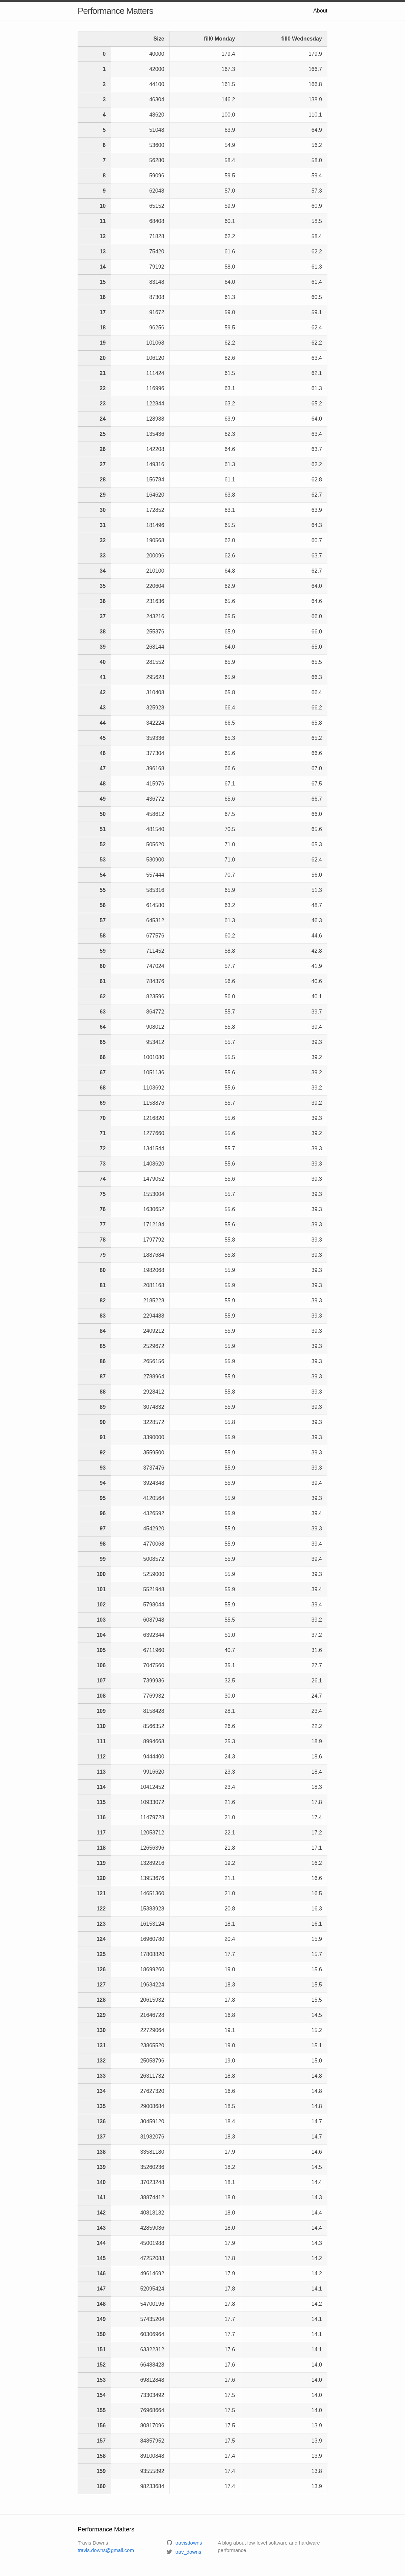 Performance Matters
About
Size fill0 Monday fill0 Wednesday
0 40000 179.4 179.9
1 42000 167.3 166.7
2 44100 161.5 166.8
3 46304 146.2 138.9
4 48620 100.0 110.1
5 51048 63.9 64.9
6 53600 54.9 56.2
7 56280 58.4 58.0
8 59096 59.5 59.4
9 62048 57.0 57.3
10 65152 59.9 60.9
11 68408 60.1 58.5
12 71828 62.2 58.4
13 75420 61.6 62.2
14 79192 58.0 61.3
15 83148 64.0 61.4
16 87308 61.3 60.5
17 91672 59.0 59.1
18 96256 59.5 62.4
19 101068 62.2 62.2
20 106120 62.6 63.4
21 111424 61.5 62.1
22 116996 63.1 61.3
23 122844 63.2 65.2
24 128988 63.9 64.0
25 135436 62.3 63.4
26 142208 64.6 63.7
27 149316 61.3 62.2
28 156784 61.1 62.8
29 164620 63.8 62.7
30 172852 63.1 63.9
31 181496 65.5 64.3
32 190568 62.0 60.7
33 200096 62.6 63.7
34 210100 64.8 62.7
35 220604 62.9 64.0
36 231636 65.6 64.6
37 243216 65.5 66.0
38 255376 65.9 66.0
39 268144 64.0 65.0
40 281552 65.9 65.5
41 295628 65.9 66.3
42 310408 65.8 66.4
43 325928 66.4 66.2
44 342224 66.5 65.8
45 359336 65.3 65.2
46 377304 65.6 66.6
47 396168 66.6 67.0
48 415976 67.1 67.5
49 436772 65.6 66.7
50 458612 67.5 66.0
51 481540 70.5 65.6
52 505620 71.0 65.3
53 530900 71.0 62.4
54 557444 70.7 56.0
55 585316 65.9 51.3
56 614580 63.2 48.7
57 645312 61.3 46.3
58 677576 60.2 44.6
59 711452 58.8 42.8
60 747024 57.7 41.9
61 784376 56.6 40.6
62 823596 56.0 40.1
63 864772 55.7 39.7
64 908012 55.8 39.4
65 953412 55.7 39.3
66 1001080 55.5 39.2
67 1051136 55.6 39.2
68 1103692 55.6 39.2
69 1158876 55.7 39.2
70 1216820 55.6 39.3
71 1277660 55.6 39.2
72 1341544 55.7 39.3
73 1408620 55.6 39.3
74 1479052 55.6 39.3
75 1553004 55.7 39.3
76 1630652 55.6 39.3
77 1712184 55.6 39.3
78 1797792 55.8 39.3
79 1887684 55.8 39.3
80 1982068 55.9 39.3
81 2081168 55.9 39.3
82 2185228 55.9 39.3
83 2294488 55.9 39.3
84 2409212 55.9 39.3
85 2529672 55.9 39.3
86 2656156 55.9 39.3
87 2788964 55.9 39.3
88 2928412 55.8 39.3
89 3074832 55.9 39.3
90 3228572 55.8 39.3
91 3390000 55.9 39.3
92 3559500 55.9 39.3
93 3737476 55.9 39.3
94 3924348 55.9 39.4
95 4120564 55.9 39.3
96 4326592 55.9 39.4
97 4542920 55.9 39.3
98 4770068 55.9 39.4
99 5008572 55.9 39.4
100 5259000 55.9 39.3
101 5521948 55.9 39.4
102 5798044 55.9 39.4
103 6087948 55.5 39.2
104 6392344 51.0 37.2
105 6711960 40.7 31.6
106 7047560 35.1 27.7
107 7399936 32.5 26.1
108 7769932 30.0 24.7
109 8158428 28.1 23.4
110 8566352 26.6 22.2
111 8994668 25.3 18.9
112 9444400 24.3 18.6
113 9916620 23.3 18.4
114 10412452 23.4 18.3
115 10933072 21.6 17.8
116 11479728 21.0 17.4
117 12053712 22.1 17.2
118 12656396 21.8 17.1
119 13289216 19.2 16.2
120 13953676 21.1 16.6
121 14651360 21.0 16.5
122 15383928 20.8 16.3
123 16153124 18.1 16.1
124 16960780 20.4 15.9
125 17808820 17.7 15.7
126 18699260 19.0 15.6
127 19634224 18.3 15.5
128 20615932 17.8 15.5
129 21646728 16.8 14.5
130 22729064 19.1 15.2
131 23865520 19.0 15.1
132 25058796 19.0 15.0
133 26311732 18.8 14.8
134 27627320 16.6 14.8
135 29008684 18.5 14.8
136 30459120 18.4 14.7
137 31982076 18.3 14.7
138 33581180 17.9 14.6
139 35260236 18.2 14.5
140 37023248 18.1 14.4
141 38874412 18.0 14.3
142 40818132 18.0 14.4
143 42859036 18.0 14.4
144 45001988 17.9 14.3
145 47252088 17.8 14.2
146 49614692 17.9 14.2
147 52095424 17.8 14.1
148 54700196 17.8 14.2
149 57435204 17.7 14.1
150 60306964 17.7 14.1
151 63322312 17.6 14.1
152 66488428 17.6 14.0
153 69812848 17.6 14.0
154 73303492 17.5 14.0
155 76968664 17.5 14.0
156 80817096 17.5 13.9
157 84857952 17.5 13.9
158 89100848 17.4 13.9
159 93555892 17.4 13.8
160 98233684 17.4 13.9
Performance Matters
Travis Downs
travis.downs@gmail.com
travisdowns
trav_downs
A blog about low-level software and hardware
performance.